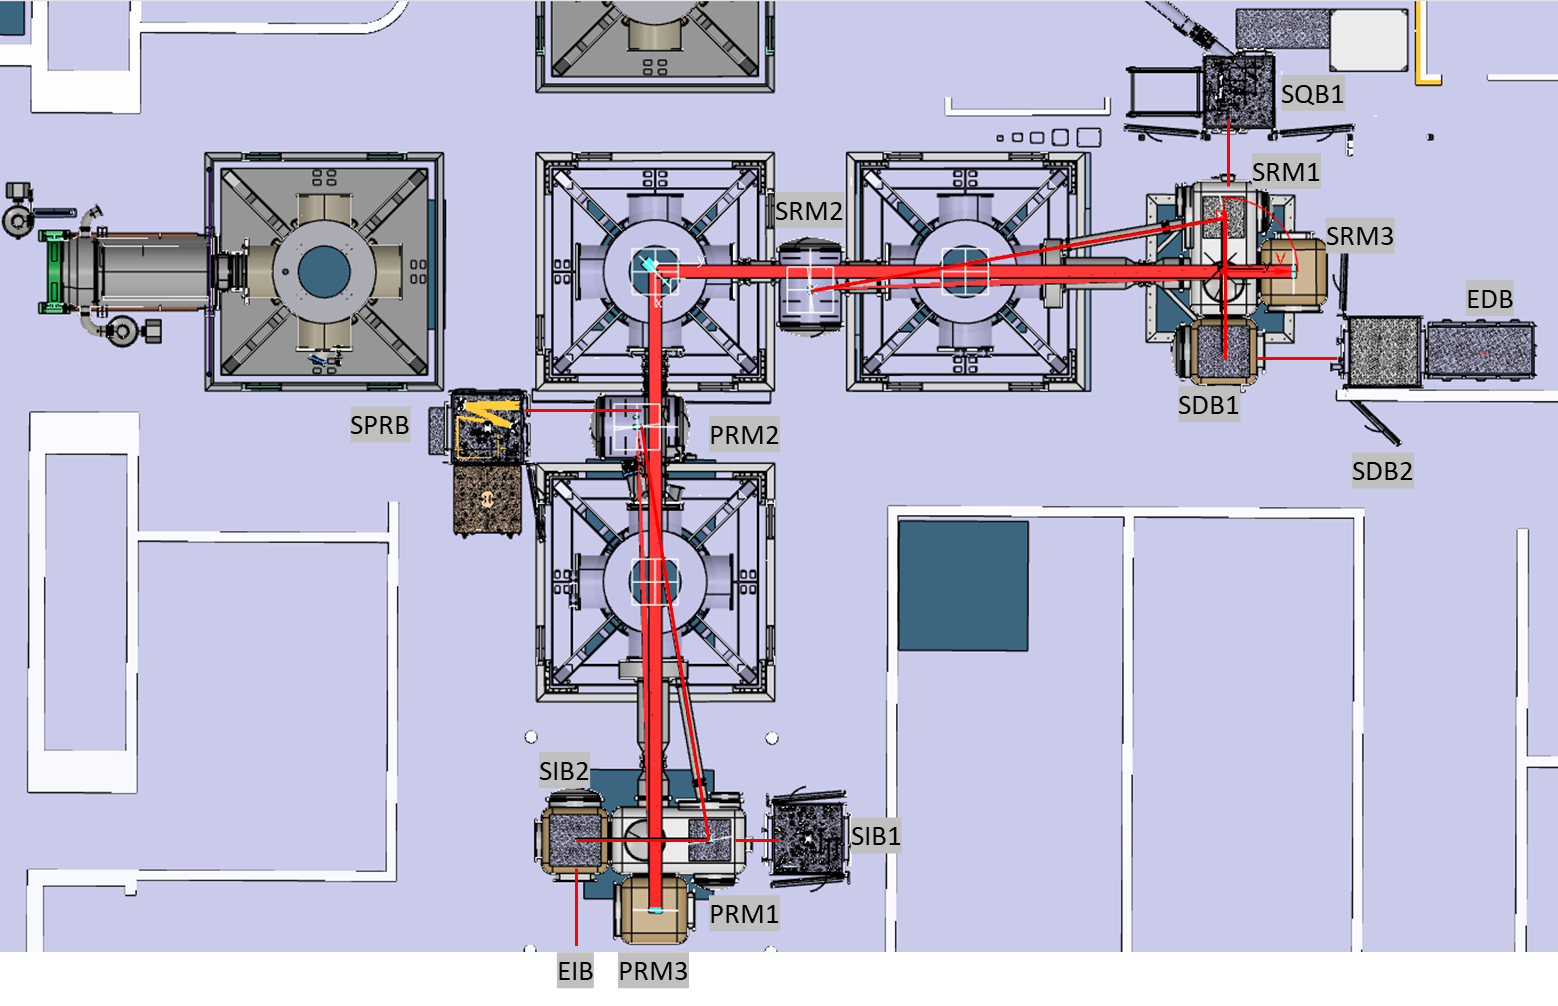 SQB1
SRM1
SRM2
SRM3
EDB
SDB1
SPRB
PRM2
SDB2
SIB2
SIB1
PRM1
EIB
PRM3